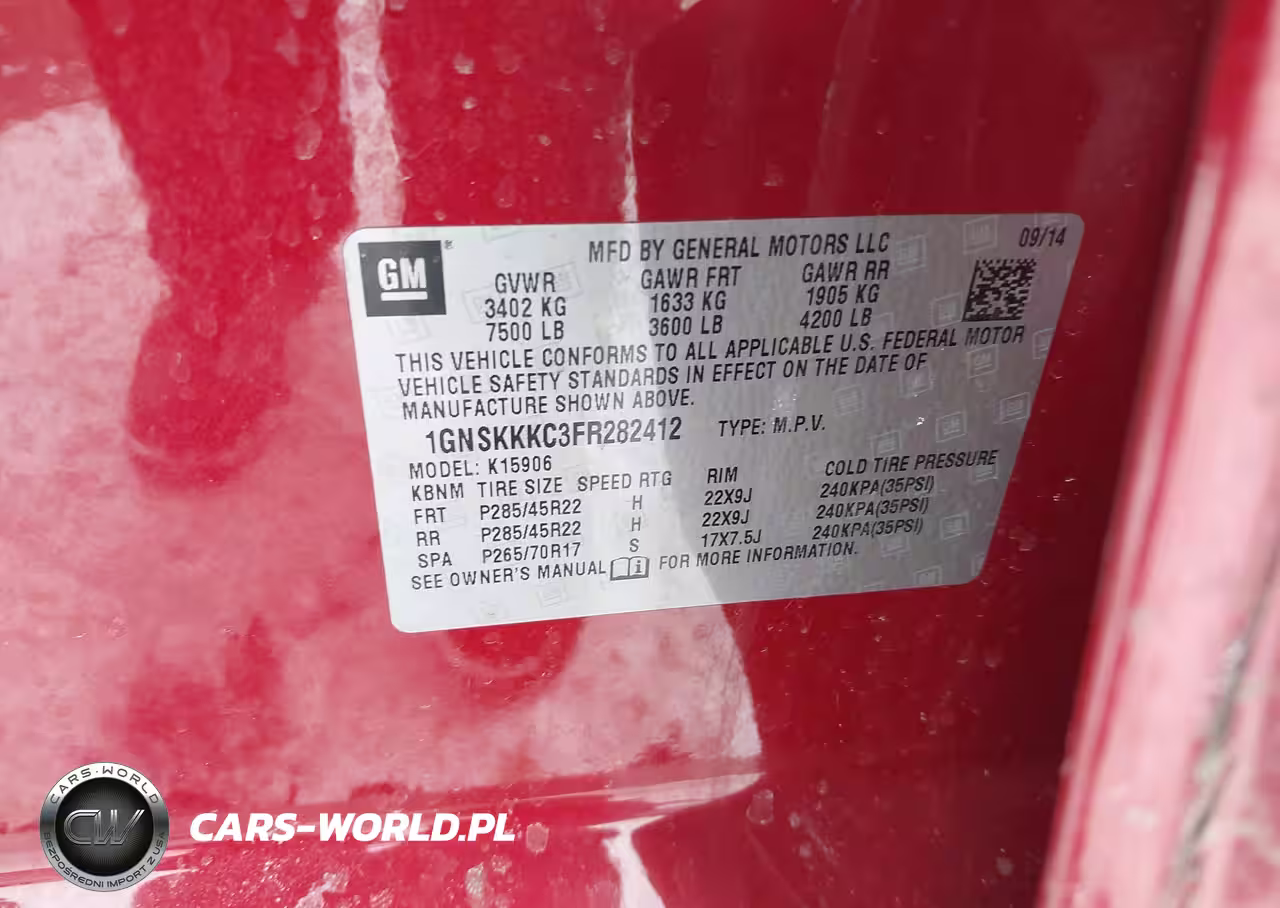 GM
®
MFD BY GENERAL MOTORS LLC
09/14
GVWR GAWR FRT GAWR RR
3402 KG 1633 KG 1905 KG
7500 LB 3600 LB 4200 LB
THIS VEHICLE CONFORMS TO ALL APPLICABLE U.S. FEDERAL MOTOR
VEHICLE SAFETY STANDARDS IN EFFECT ON THE DATE OF
MANUFACTURE SHOWN ABOVE.
1GNSKKKC3FR282412 TYPE: M.P.V.
MODEL: K15906
KBNM TIRE SIZE SPEED RTG RIM COLD TIRE PRESSURE
FRT P285/45R22 H 22X9J 240KPA(35PSI)
RR P285/45R22 H 22X9J 240KPA(35PSI)
SPA P265/70R17 S 17X7.5J 240KPA(35PSI)
SEE OWNER'S MANUAL FOR MORE INFORMATION.
CARS-WORLD
CW
BEZPOŚREDNI IMPORT Z USA
CARS-WORLD.PL